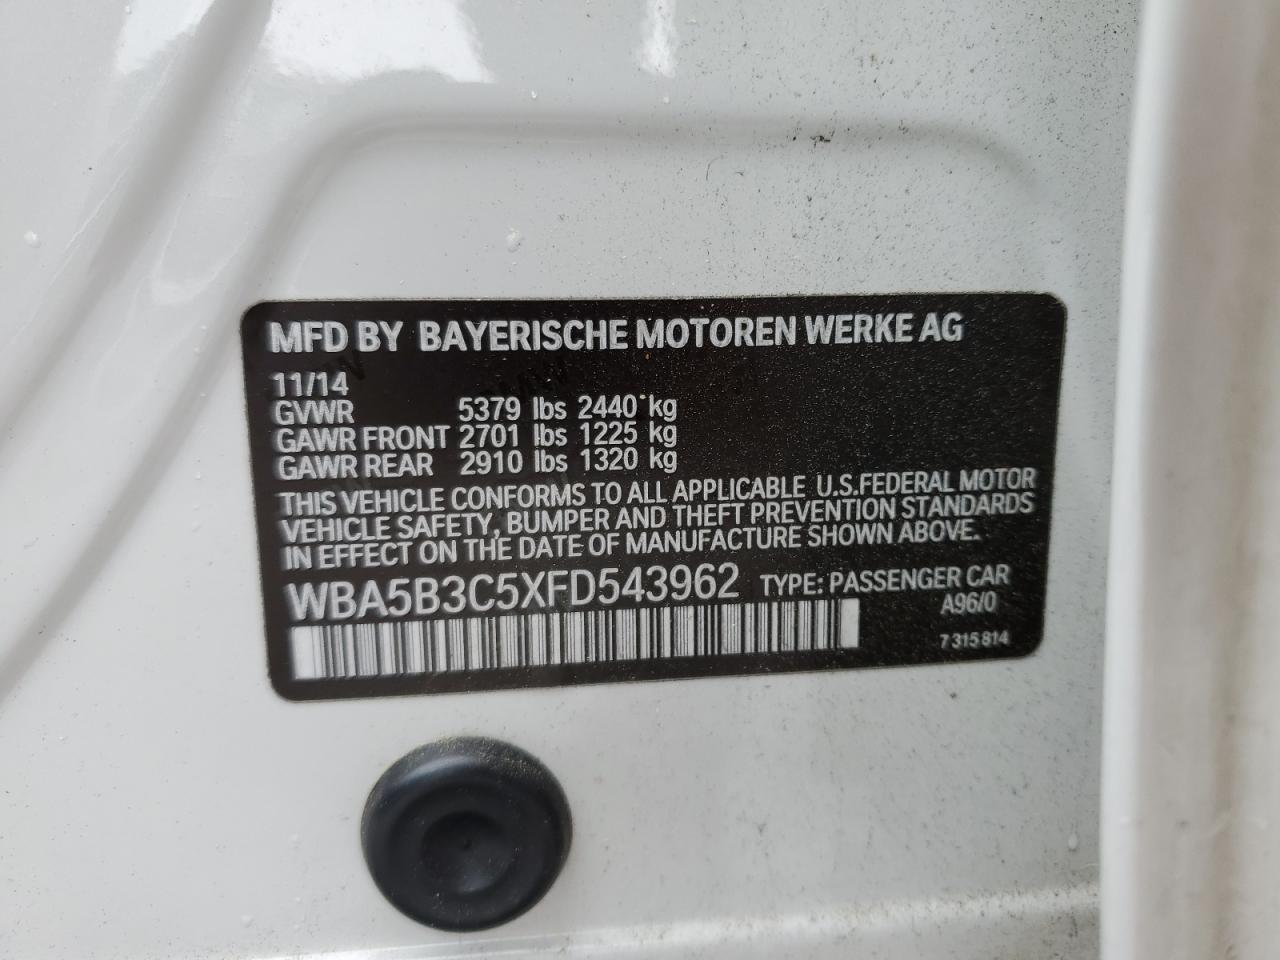 MFD BY BAYERISCHE MOTOREN WERKE AG
11/14
GVWR 5379 lbs 2440 kg
GAWR FRONT 2701 lbs 1225 kg
GAWR REAR 2910 lbs 1320 kg
THIS VEHICLE CONFORMS TO ALL APPLICABLE U.S.FEDERAL MOTOR
VEHICLE SAFETY, BUMPER AND THEFT PREVENTION STANDARDS
IN EFFECT ON THE DATE OF MANUFACTURE SHOWN ABOVE.
WBA5B3C5XFD543962 TYPE: PASSENGER CAR
A96/0
7 315 814